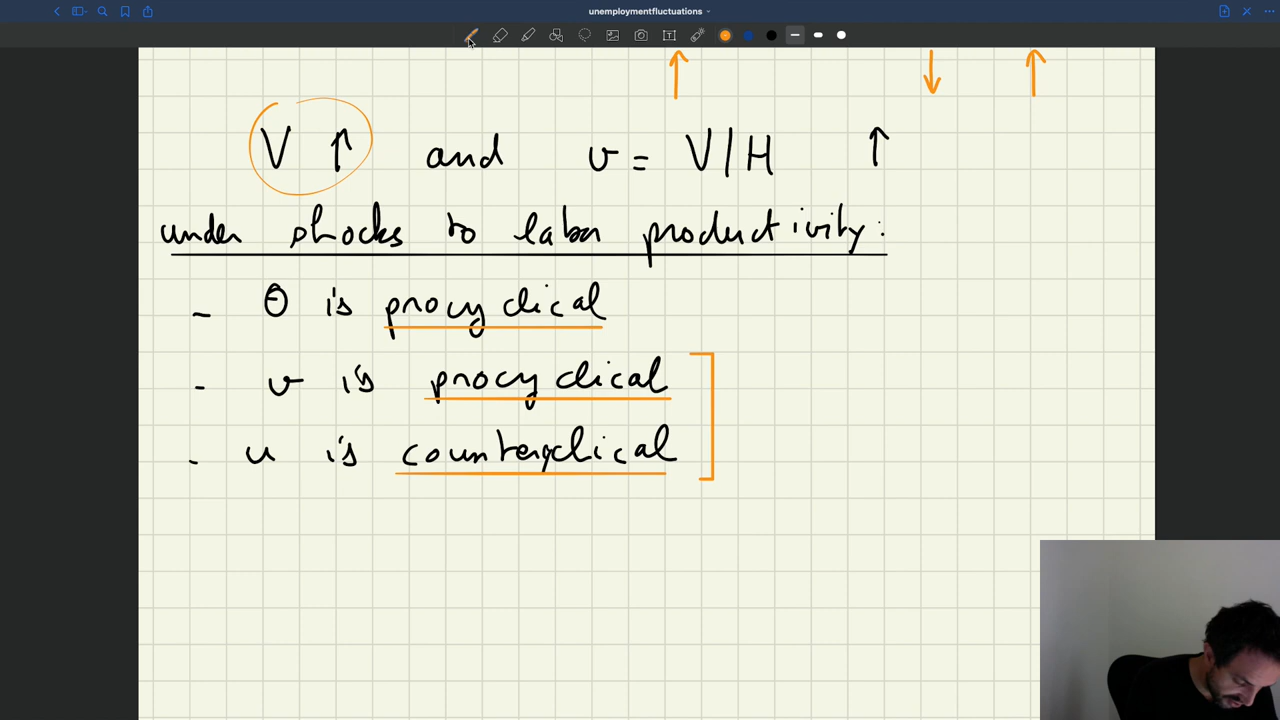 unemploymentfluctuations
V ↑ and v = V/H ↑
under shocks to labor productivity:
- θ is procyclical
- v is procyclical
- u is countercyclical